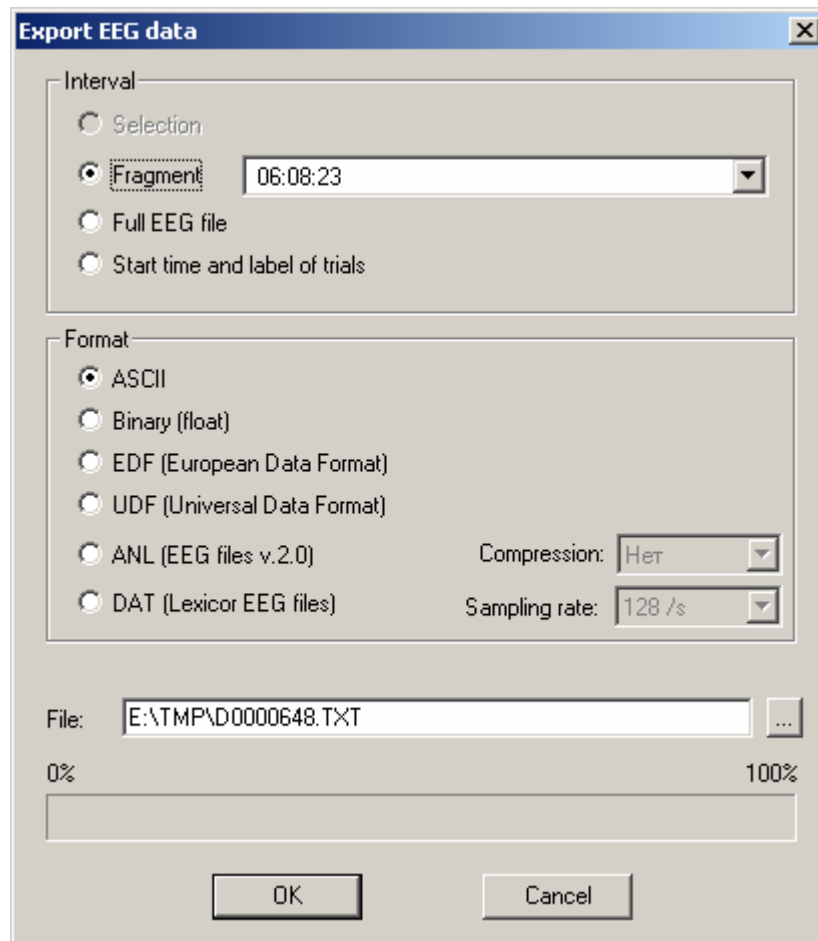 Export EEG data
Interval
Selection
Fragment 06:08:23
Full EEG file
Start time and label of trials
Format
ASCII
Binary (float)
EDF (European Data Format)
UDF (Universal Data Format)
ANL (EEG files v.2.0) Compression: Нет
DAT (Lexicor EEG files) Sampling rate: 128 /s
File: E:\TMP\D0000648.TXT ...
0% 100%
OK Cancel